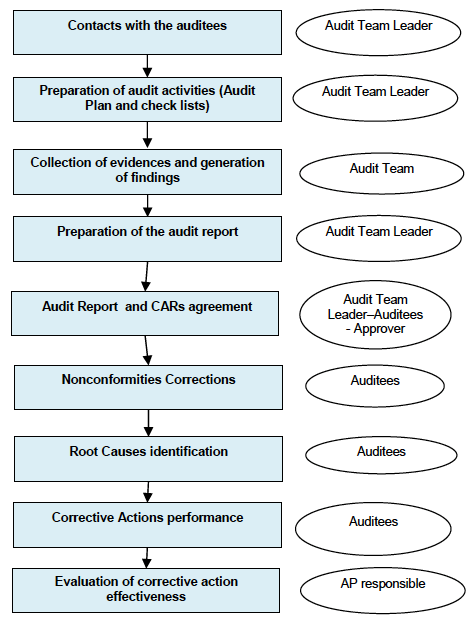 Contacts with the auditees
Audit Team Leader
Preparation of audit activities (Audit
Plan and check lists)
Audit Team Leader
Collection of evidences and generation
of findings
Audit Team
Preparation of the audit report
Audit Team Leader
Audit Report  and CARs agreement
Audit Team
Leader–Auditees
- Approver
Nonconformities Corrections
Auditees
Root Causes identification
Auditees
Corrective Actions performance
Auditees
Evaluation of corrective action
effectiveness
AP responsible